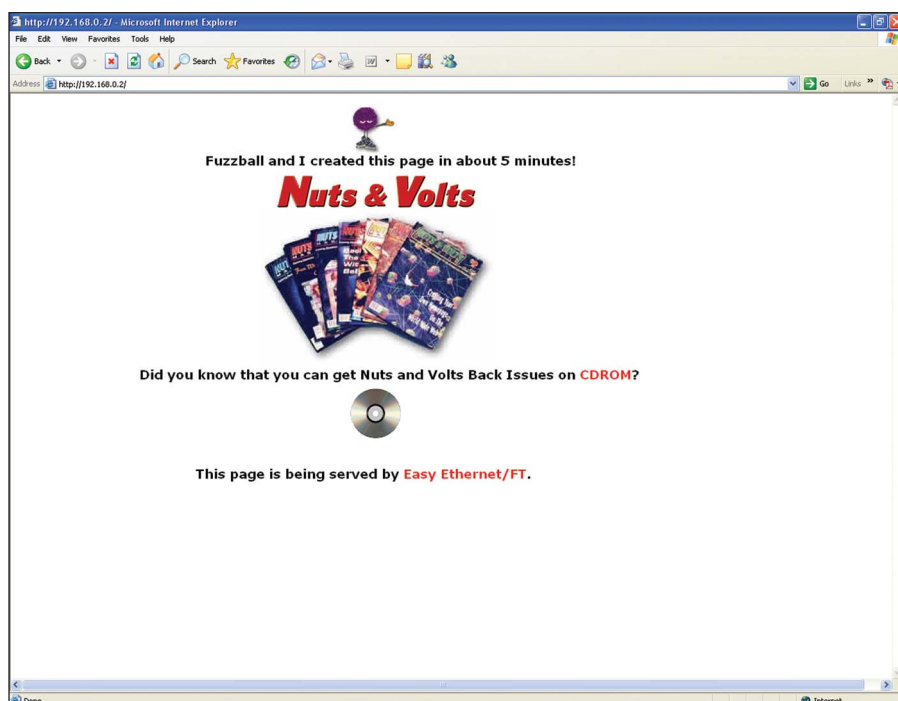 http://192.168.0.2/ - Microsoft Internet Explorer
File Edit View Favorites Tools Help
Back Search Favorites
Address http://192.168.0.2/ Go Links »
Fuzzball and I created this page in about 5 minutes!
Nuts & Volts
Did you know that you can get Nuts and Volts Back Issues on CDROM?
This page is being served by Easy Ethernet/FT.
Done Internet